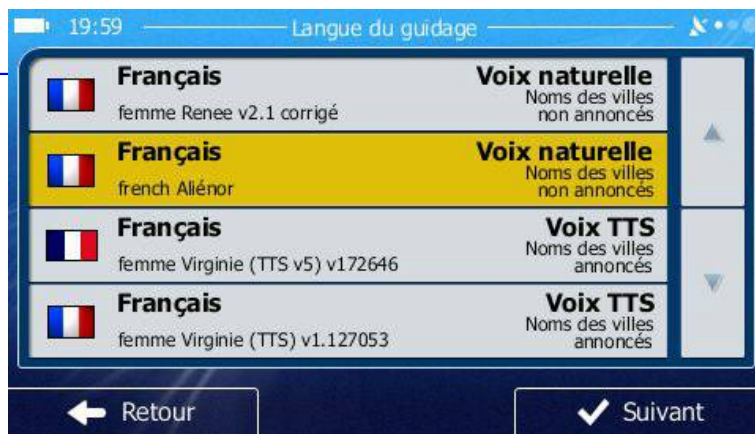 19:59 Langue du guidage
Français Voix naturelle
femme Renee v2.1 corrigé Noms des villes
non annoncés
Français Voix naturelle
french Aliénor Noms des villes
non annoncés
Français Voix TTS
femme Virginie (TTS v5) v172646 Noms des villes
annoncés
Français Voix TTS
femme Virginie (TTS) v1.127053 Noms des villes
annoncés
Retour Suivant